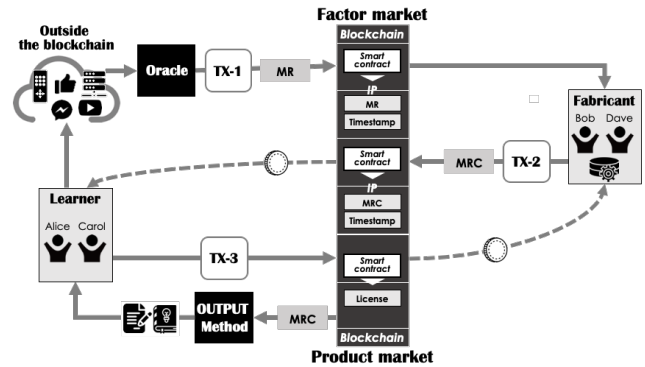 Factor market
Outside
the blockchain
Blockchain
Oracle
TX-1
MR
Smart
contract
IP
MR
Timestamp
Fabricant
Bob Dave
Smart
contract
MRC
TX-2
IP
MRC
Timestamp
Learner
Alice Carol
TX-3
Smart
contract
License
OUTPUT
Method
MRC
Blockchain
Product market